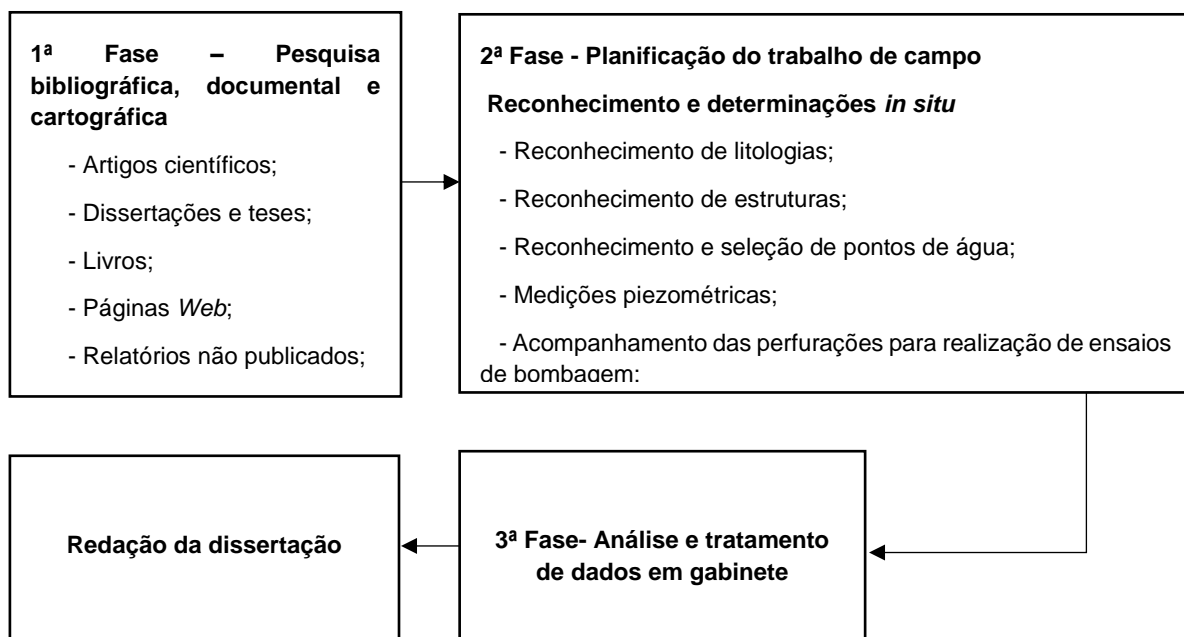 1ª Fase – Pesquisa
bibliográfica, documental e
cartográfica
- Artigos científicos;
- Dissertações e teses;
- Livros;
- Páginas Web;
- Relatórios não publicados;
2ª Fase - Planificação do trabalho de campo
Reconhecimento e determinações in situ
- Reconhecimento de litologias;
- Reconhecimento de estruturas;
- Reconhecimento e seleção de pontos de água;
- Medições piezométricas;
- Acompanhamento das perfurações para realização de ensaios
de bombagem;
Redação da dissertação
3ª Fase- Análise e tratamento
de dados em gabinete